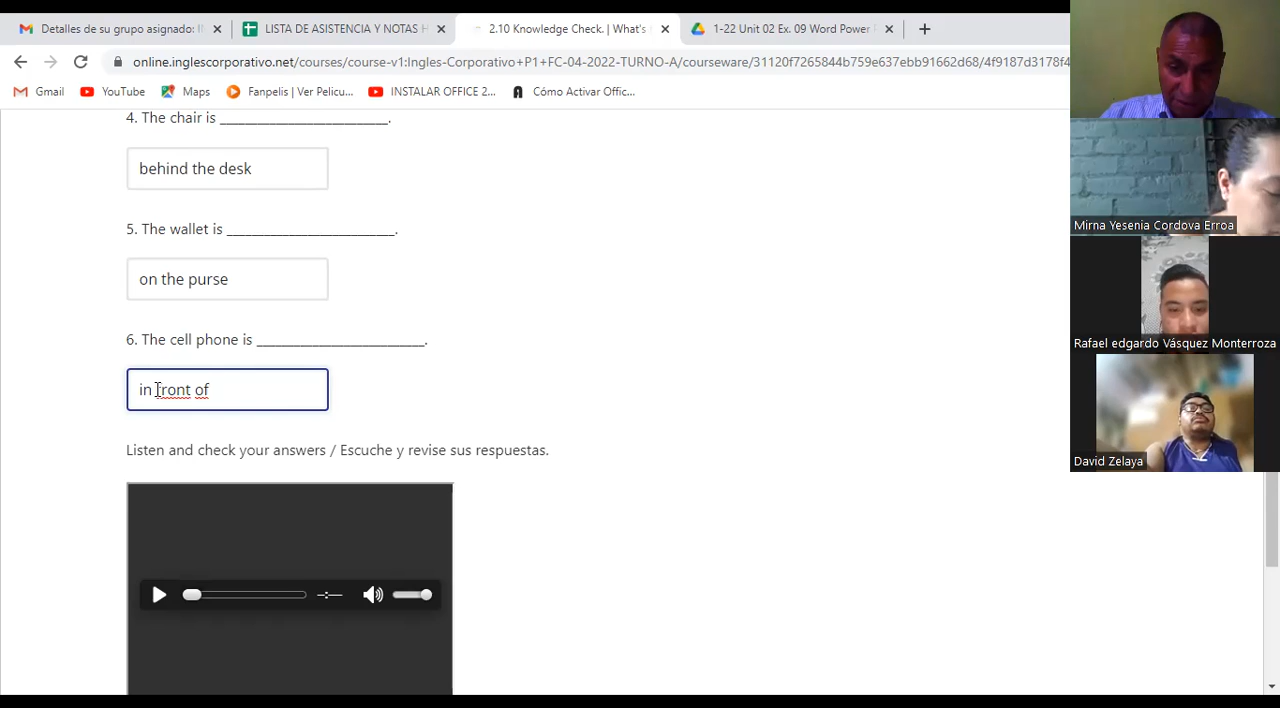 Detalles de su grupo asignado: I
LISTA DE ASISTENCIA Y NOTAS H
2.10 Knowledge Check. | What's
1-22 Unit 02 Ex. 09 Word Power
online.inglescorporativo.net/courses/course-v1:Ingles-Corporativo+P1+FC-04-2022-TURNO-A/courseware/31120f7265844b759e637ebb91662d68/4f9187d3178f4
Gmail
YouTube
Maps
Fanpelis | Ver Pelicu...
INSTALAR OFFICE 2...
Cómo Activar Offic...
4. The chair is ________________________.
behind the desk
5. The wallet is ________________________.
on the purse
6. The cell phone is ________________________.
in front of
Listen and check your answers / Escuche y revise sus respuestas.
-:--
Mirna Yesenia Cordova Erroa
Rafael edgardo Vásquez Monterroza
David Zelaya